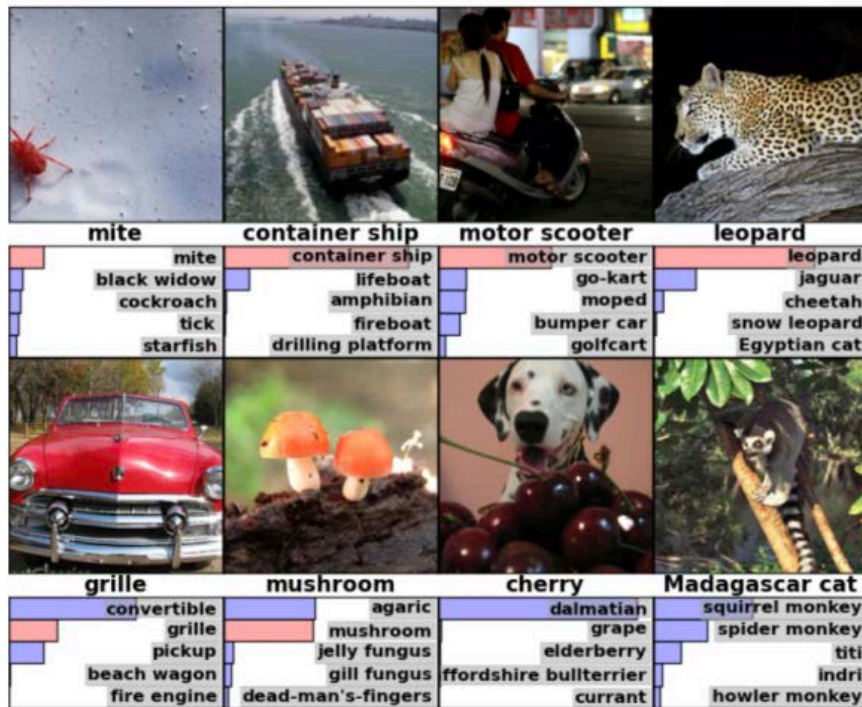 mite
container ship
motor scooter
leopard
mite
black widow
cockroach
tick
starfish
container ship
lifeboat
amphibian
fireboat
drilling platform
motor scooter
go-kart
moped
bumper car
golfcart
leopard
jaguar
cheetah
snow leopard
Egyptian cat
grille
mushroom
cherry
Madagascar cat
convertible
grille
pickup
beach wagon
fire engine
agaric
mushroom
jelly fungus
gill fungus
dead-man's-fingers
dalmatian
grape
elderberry
ffordshire bullterrier
currant
squirrel monkey
spider monkey
titi
indri
howler monkey